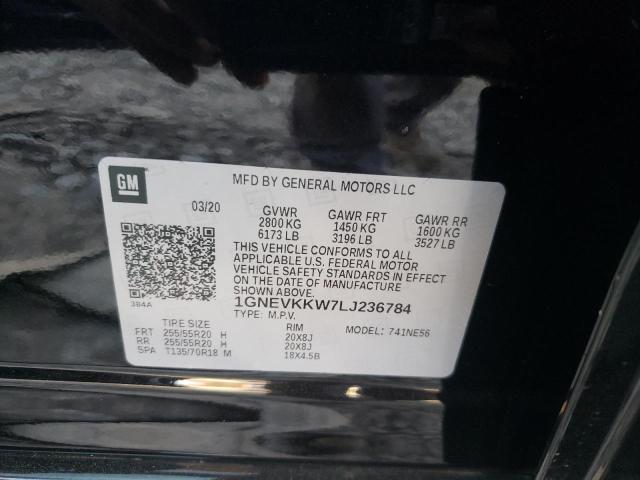 GM
MFD BY GENERAL MOTORS LLC
03/20 GVWR GAWR FRT GAWR RR
2800 KG 1450 KG 1600 KG
6173 LB 3196 LB 3527 LB
THIS VEHICLE CONFORMS TO ALL
APPLICABLE U.S. FEDERAL MOTOR
VEHICLE SAFETY STANDARDS IN EFFECT
ON THE DATE OF MANUFACTURE
SHOWN ABOVE.
384A 1GNEVKKW7LJ236784
TYPE: M.P.V. MODEL: 741NE56
TIRE SIZE RIM
FRT 255/55R20 H 20X8J
RR 255/55R20 H 20X8J
SPA T135/70R18 M 18X4.5B